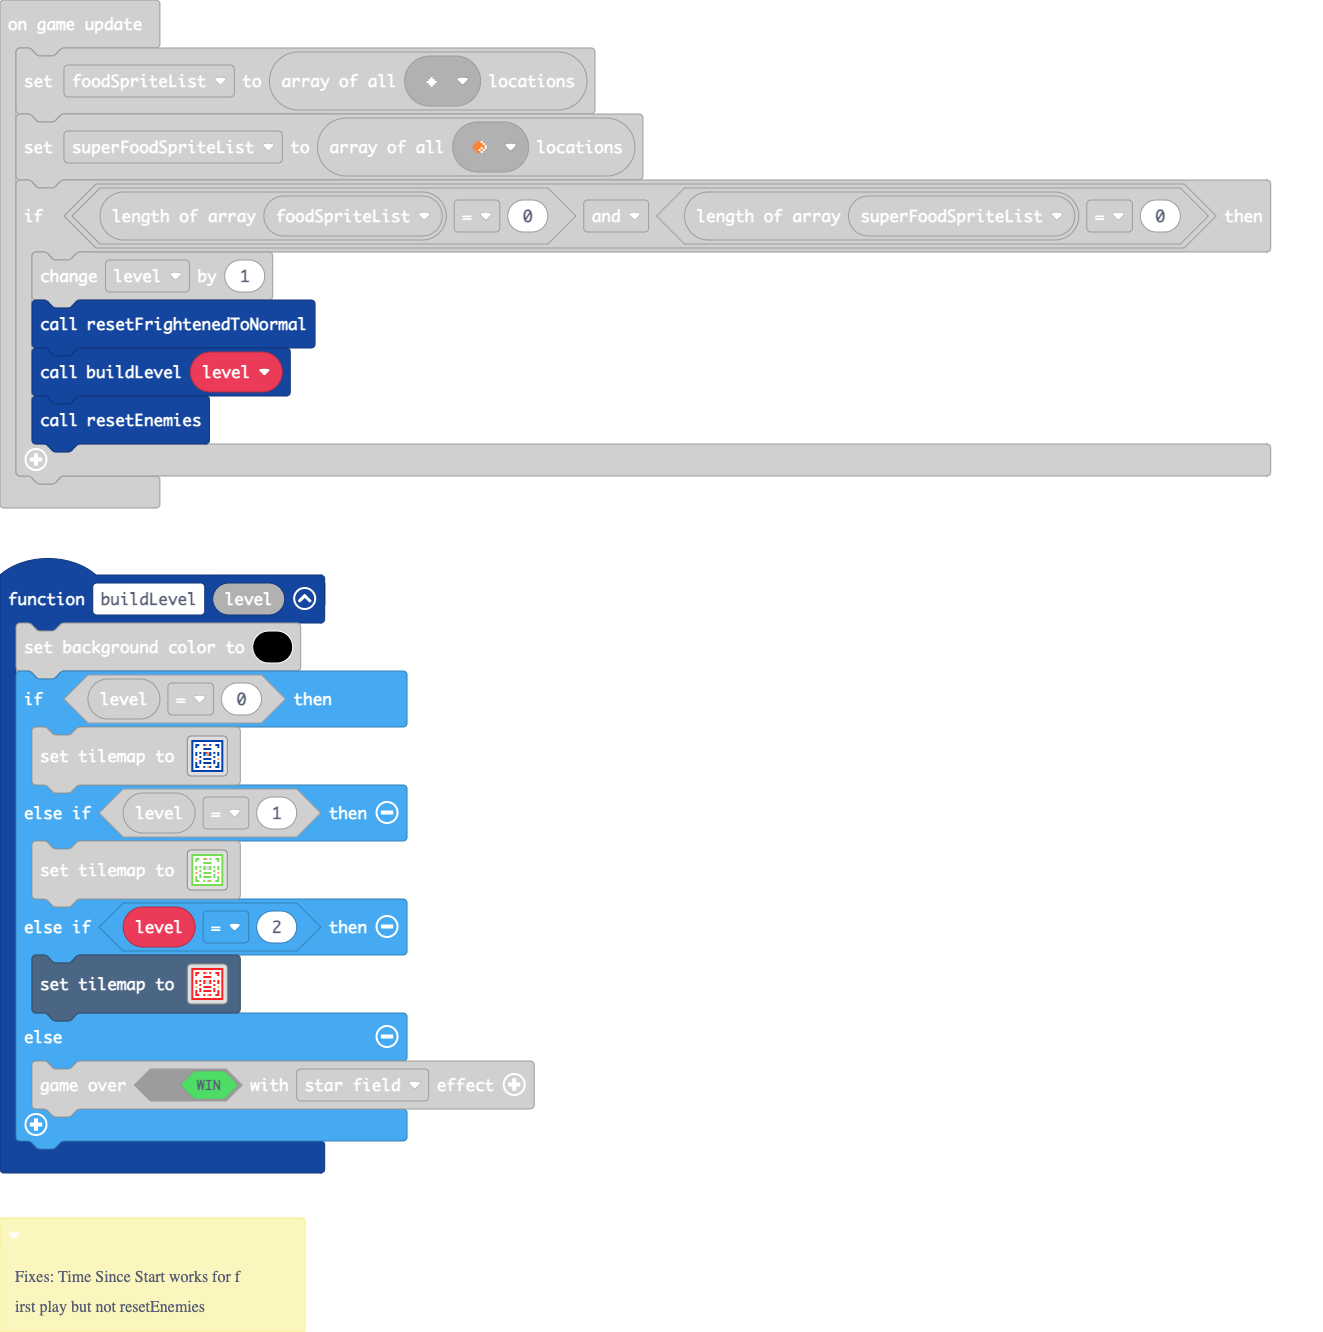 on game update
set foodSpriteList to array of all locations
set superFoodSpriteList to array of all locations
if length of array foodSpriteList = 0 and length of array superFoodSpriteList = 0 then
change level by 1
call resetFrightenedToNormal
call buildLevel level
call resetEnemies
function buildLevel level
set background color to
if level = 0 then
set tilemap to
else if level = 1 then
set tilemap to
else if level = 2 then
set tilemap to
else
game over WIN with star field effect
Fixes: Time Since Start works for f
irst play but not resetEnemies